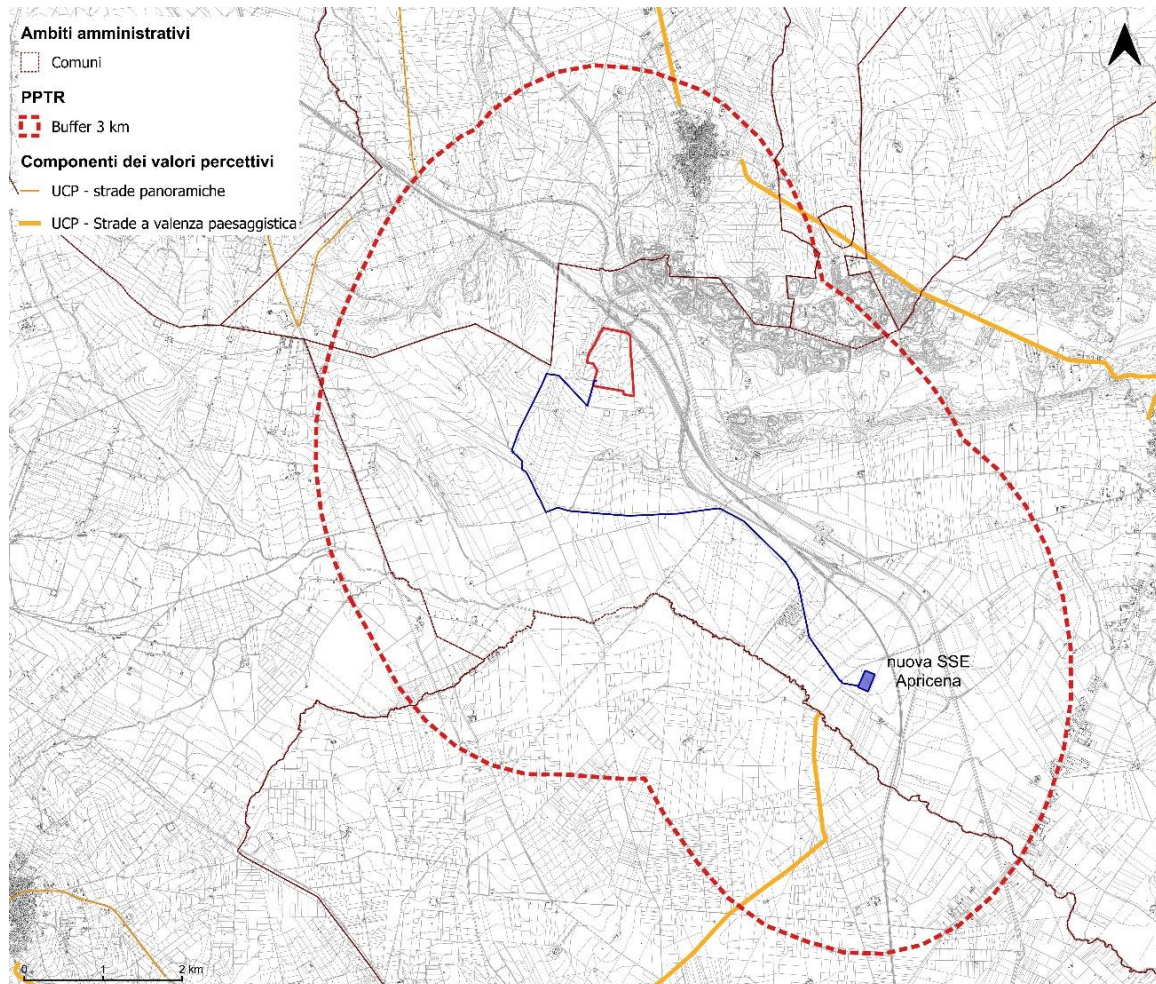 Ambiti amministrativi
Comuni
PPTR
Buffer 3 km
Componenti dei valori percettivi
UCP - strade panoramiche
UCP - Strade a valenza paesaggistica
nuova SSE
Apricena
0 1 2 km